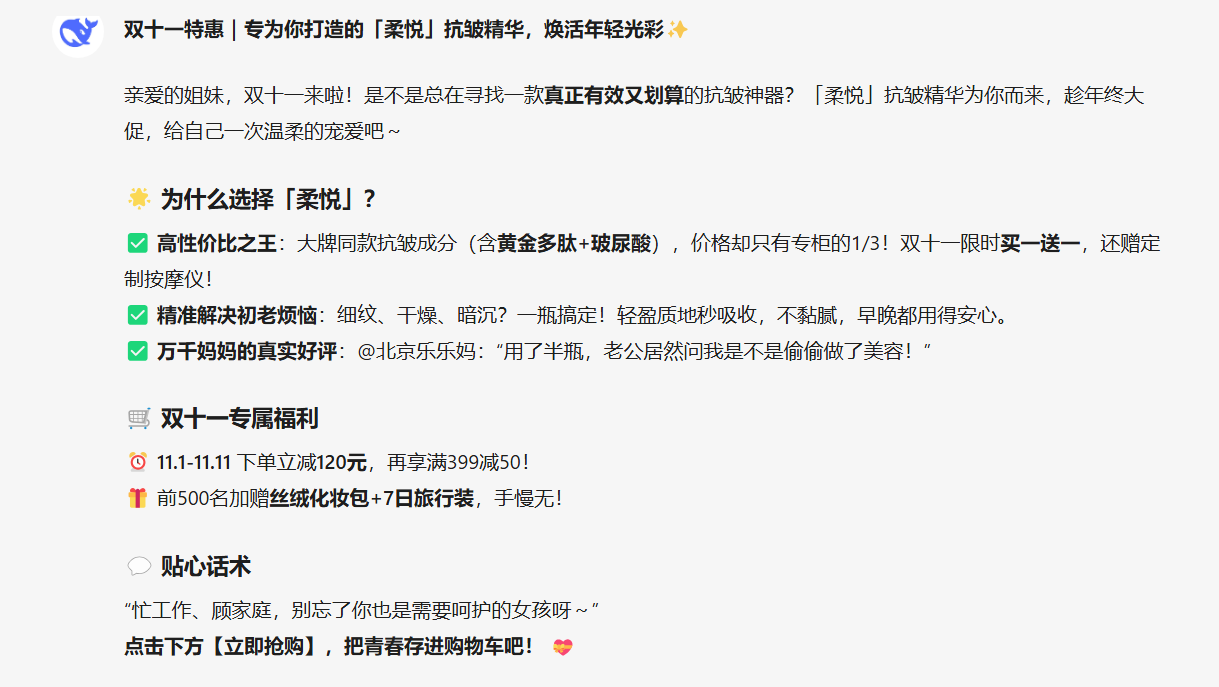 双十一特惠｜专为你打造的「柔悦」抗皱精华，焕活年轻光彩✨
亲爱的姐妹，双十一来啦！是不是总在寻找一款真正有效又划算的抗皱神器？「柔悦」抗皱精华为你而来，趁年终大
促，给自己一次温柔的宠爱吧～
🌟 为什么选择「柔悦」？
✅ 高性价比之王：大牌同款抗皱成分（含黄金多肽+玻尿酸），价格却只有专柜的1/3！双十一限时买一送一，还赠定
制按摩仪！
✅ 精准解决初老烦恼：细纹、干燥、暗沉？一瓶搞定！轻盈质地秒吸收，不黏腻，早晚都用得安心。
✅ 万千妈妈的真实好评：@北京乐乐妈：“用了半瓶，老公居然问我是不是偷偷做了美容！”
🛒 双十一专属福利
⏰ 11.1-11.11 下单立减120元，再享满399减50！
🎁 前500名加赠丝绒化妆包+7日旅行装，手慢无！
💬 贴心话术
“忙工作、顾家庭，别忘了你也是需要呵护的女孩呀～”
点击下方【立即抢购】，把青春存进购物车吧！ 💝